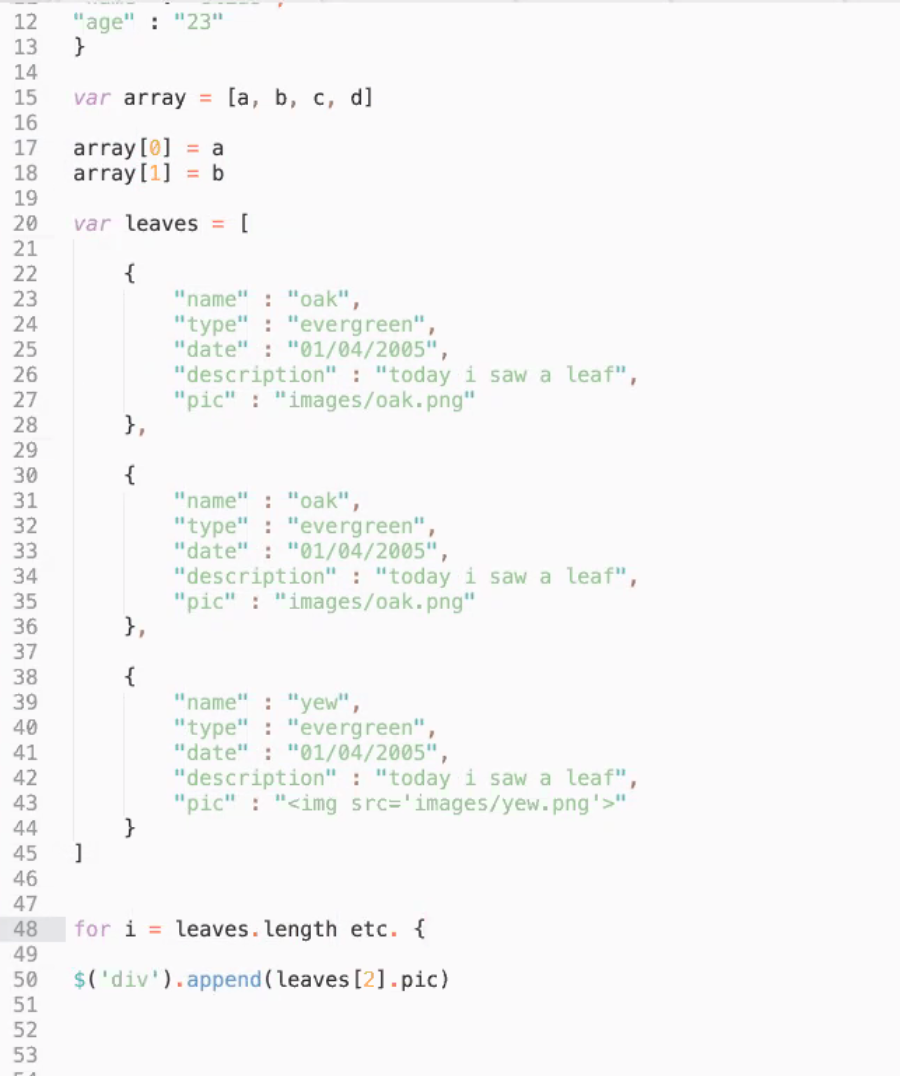 12 "age" : "23"
13 }
14
15 var array = [a, b, c, d]
16
17 array[0] = a
18 array[1] = b
19
20 var leaves = [
21
22 {
23 "name" : "oak",
24 "type" : "evergreen",
25 "date" : "01/04/2005",
26 "description" : "today i saw a leaf",
27 "pic" : "images/oak.png"
28 },
29
30 {
31 "name" : "oak",
32 "type" : "evergreen",
33 "date" : "01/04/2005",
34 "description" : "today i saw a leaf",
35 "pic" : "images/oak.png"
36 },
37
38 {
39 "name" : "yew",
40 "type" : "evergreen",
41 "date" : "01/04/2005",
42 "description" : "today i saw a leaf",
43 "pic" : "<img src='images/yew.png'>"
44 }
45 ]
46
47
48 for i = leaves.length etc. {
49
50 $('div').append(leaves[2].pic)
51
52
53